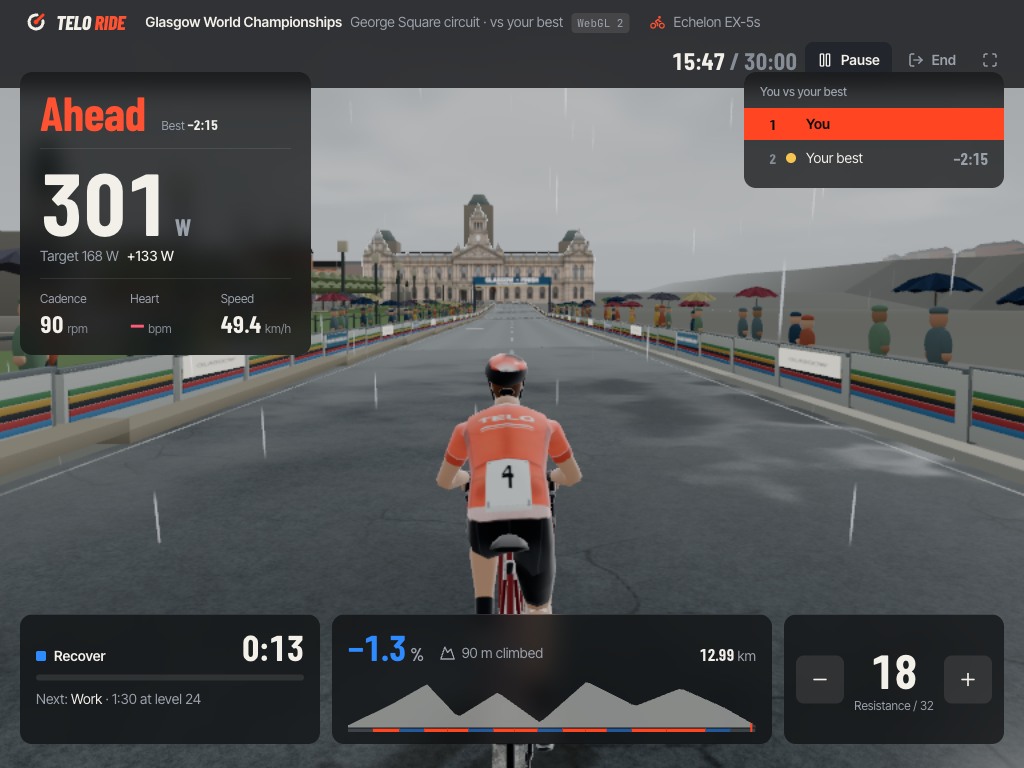 TELO RIDE Glasgow World Championships George Square circuit · vs your best WebGL 2 Echelon EX-5s
15:47 / 30:00 Pause End
Ahead Best −2:15
301 W
Target 168 W +133 W
Cadence Heart Speed
90 rpm – bpm 49.4 km/h
You vs your best
1 You
2 Your best −2:15
TELO
4
Recover 0:13
Next: Work · 1:30 at level 24
−1.3 % 90 m climbed 12.99 km
− 18 +
Resistance / 32